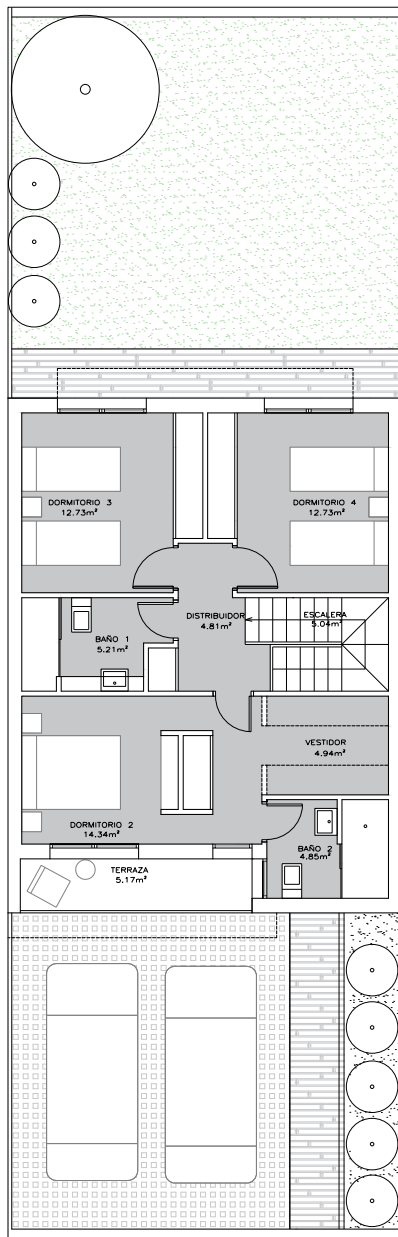 DORMITORIO 3
12.73m²
DORMITORIO 4
12.73m²
DISTRIBUIDOR
4.81m²
ESCALERA
5.04m²
BAÑO 1
5.21m²
VESTIDOR
4.94m²
DORMITORIO 2
14.34m²
BAÑO 2
4.85m²
TERRAZA
5.17m²